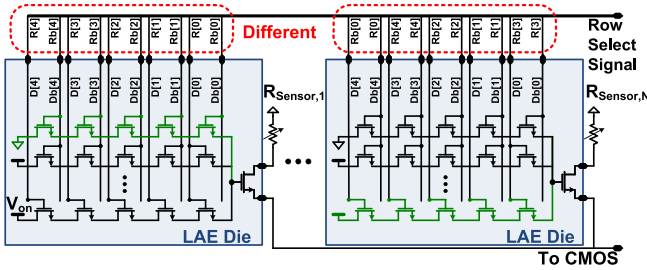 R[4] Rb[4] R[3] Rb[3] R[2] Rb[2] R[1] Rb[1] R[0] Rb[0]
Different
Rb[0] R[0] Rb[4] R[4] Rb[2] R[2] Rb[1] R[1] Rb[3] R[3]
Row
Select
Signal
D[4] Db[4] D[3] Db[3] D[2] Db[2] D[1] Db[1] D[0] Db[0]
RSensor,1
D[4] Db[4] D[3] Db[3] D[2] Db[2] D[1] Db[1] D[0] Db[0]
RSensor,N
Von
LAE Die
LAE Die
To CMOS